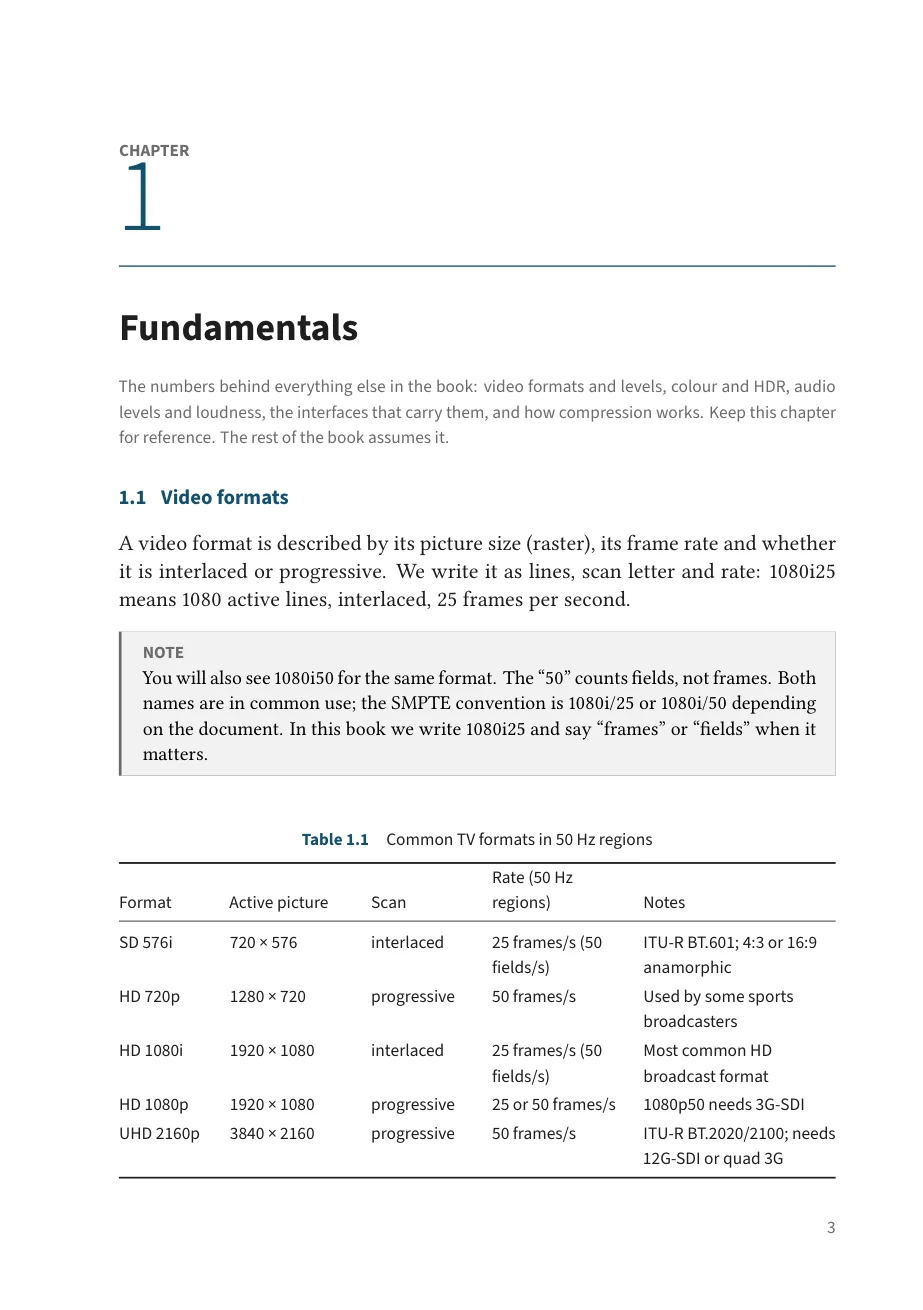 CHAPTER
1
Fundamentals
The numbers behind everything else in the book: video formats and levels, colour and HDR, audio
levels and loudness, the interfaces that carry them, and how compression works. Keep this chapter
for reference. The rest of the book assumes it.
1.1 Video formats
A video format is described by its picture size (raster), its frame rate and whether
it is interlaced or progressive. We write it as lines, scan letter and rate: 1080i25
means 1080 active lines, interlaced, 25 frames per second.
NOTE
You will also see 1080i50 for the same format. The “50” counts fields, not frames. Both
names are in common use; the SMPTE convention is 1080i/25 or 1080i/50 depending
on the document. In this book we write 1080i25 and say “frames” or “fields” when it
matters.
Table 1.1 Common TV formats in 50 Hz regions
Rate (50 Hz
Format Active picture Scan regions) Notes
SD 576i 720 × 576 interlaced 25 frames/s (50 ITU-R BT.601; 4:3 or 16:9
fields/s) anamorphic
HD 720p 1280 × 720 progressive 50 frames/s Used by some sports
broadcasters
HD 1080i 1920 × 1080 interlaced 25 frames/s (50 Most common HD
fields/s) broadcast format
HD 1080p 1920 × 1080 progressive 25 or 50 frames/s 1080p50 needs 3G-SDI
UHD 2160p 3840 × 2160 progressive 50 frames/s ITU-R BT.2020/2100; needs
12G-SDI or quad 3G
3